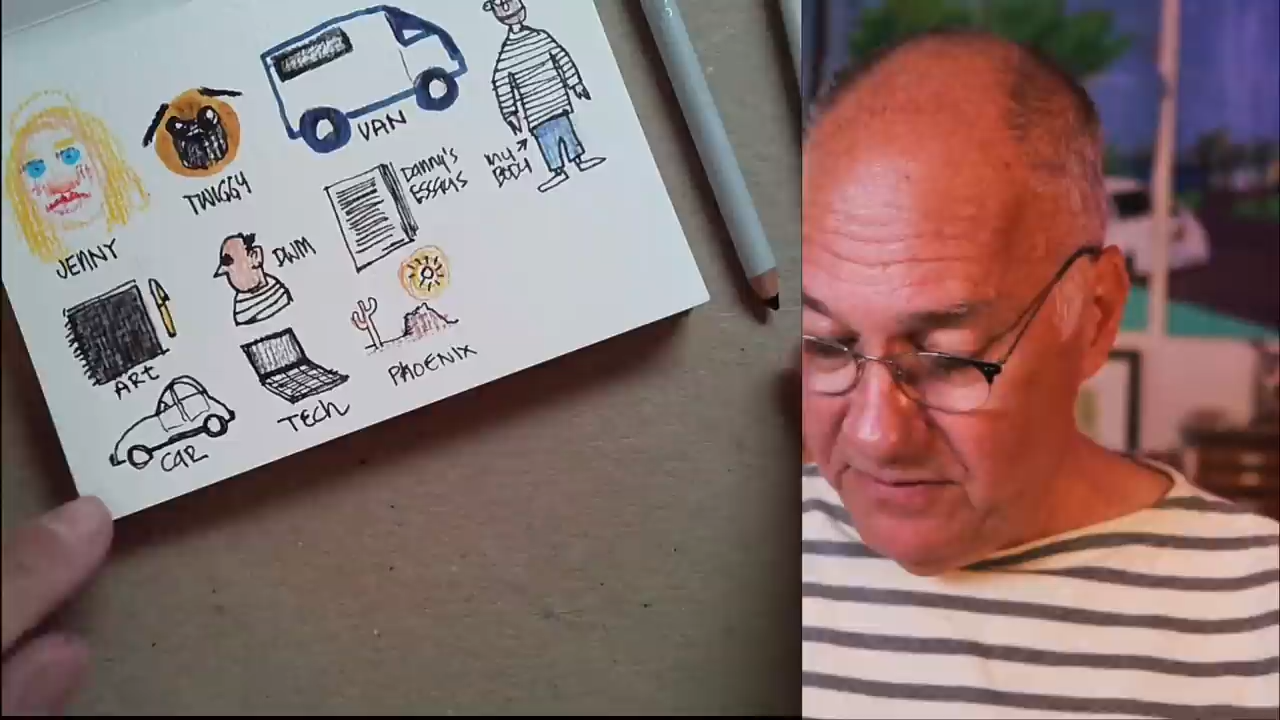 VAN
my
BODY
Danny's
ESSAYS
TWIGGY
JENNY
DWM
PHOENIX
ART
TECH
CAR